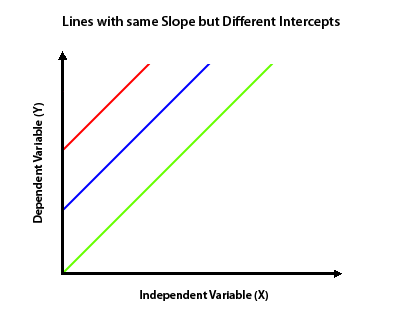 Lines with same Slope but Different Intercepts
Dependent Variable (Y)
Independent Variable (X)